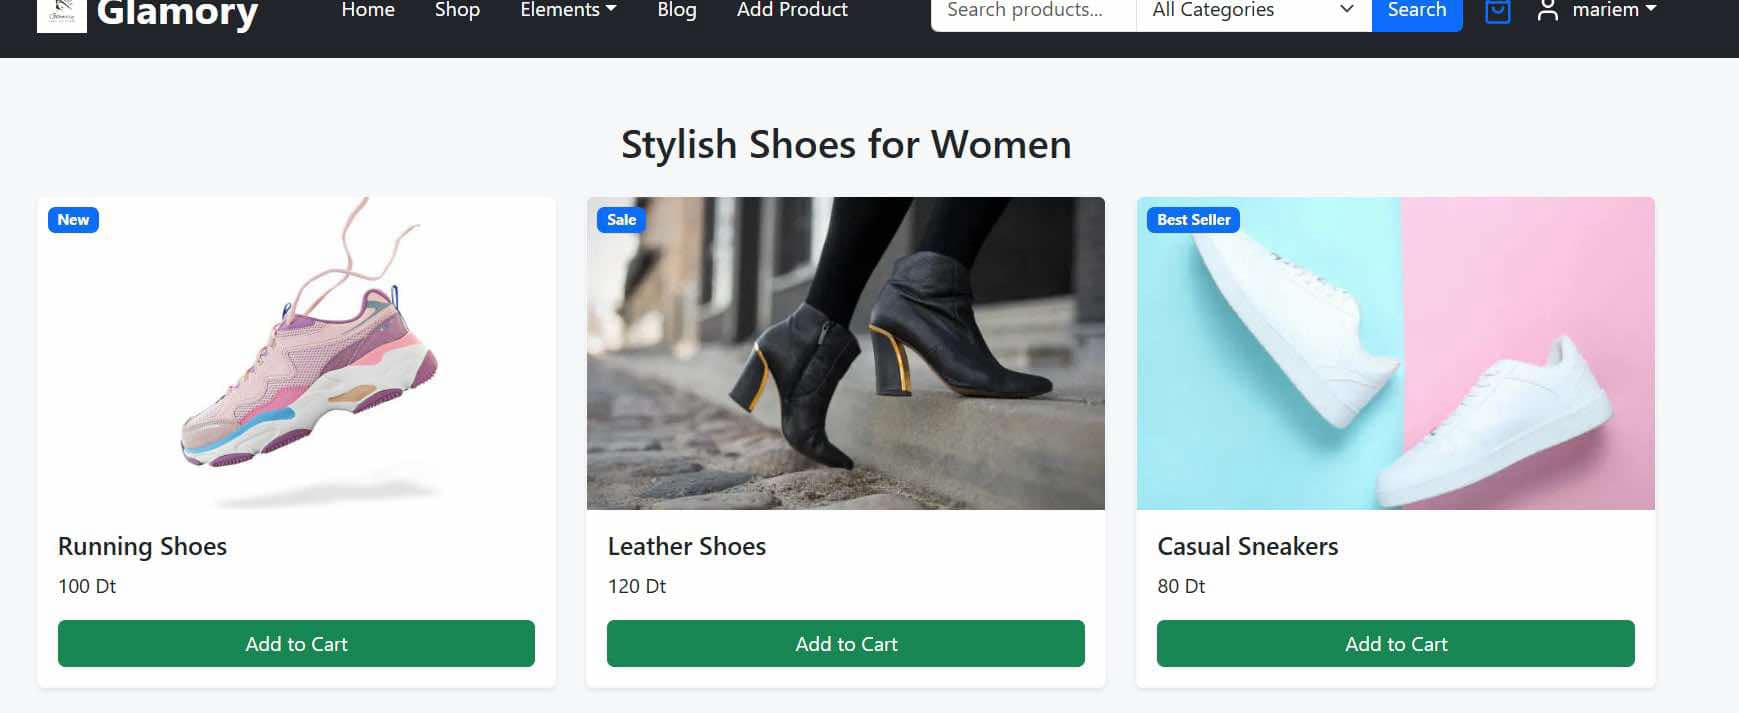 Glamory Home Shop Elements Blog Add Product Search products... All Categories Search mariem
Stylish Shoes for Women
New
Sale
Best Seller
Running Shoes
Leather Shoes
Casual Sneakers
100 Dt
120 Dt
80 Dt
Add to Cart
Add to Cart
Add to Cart